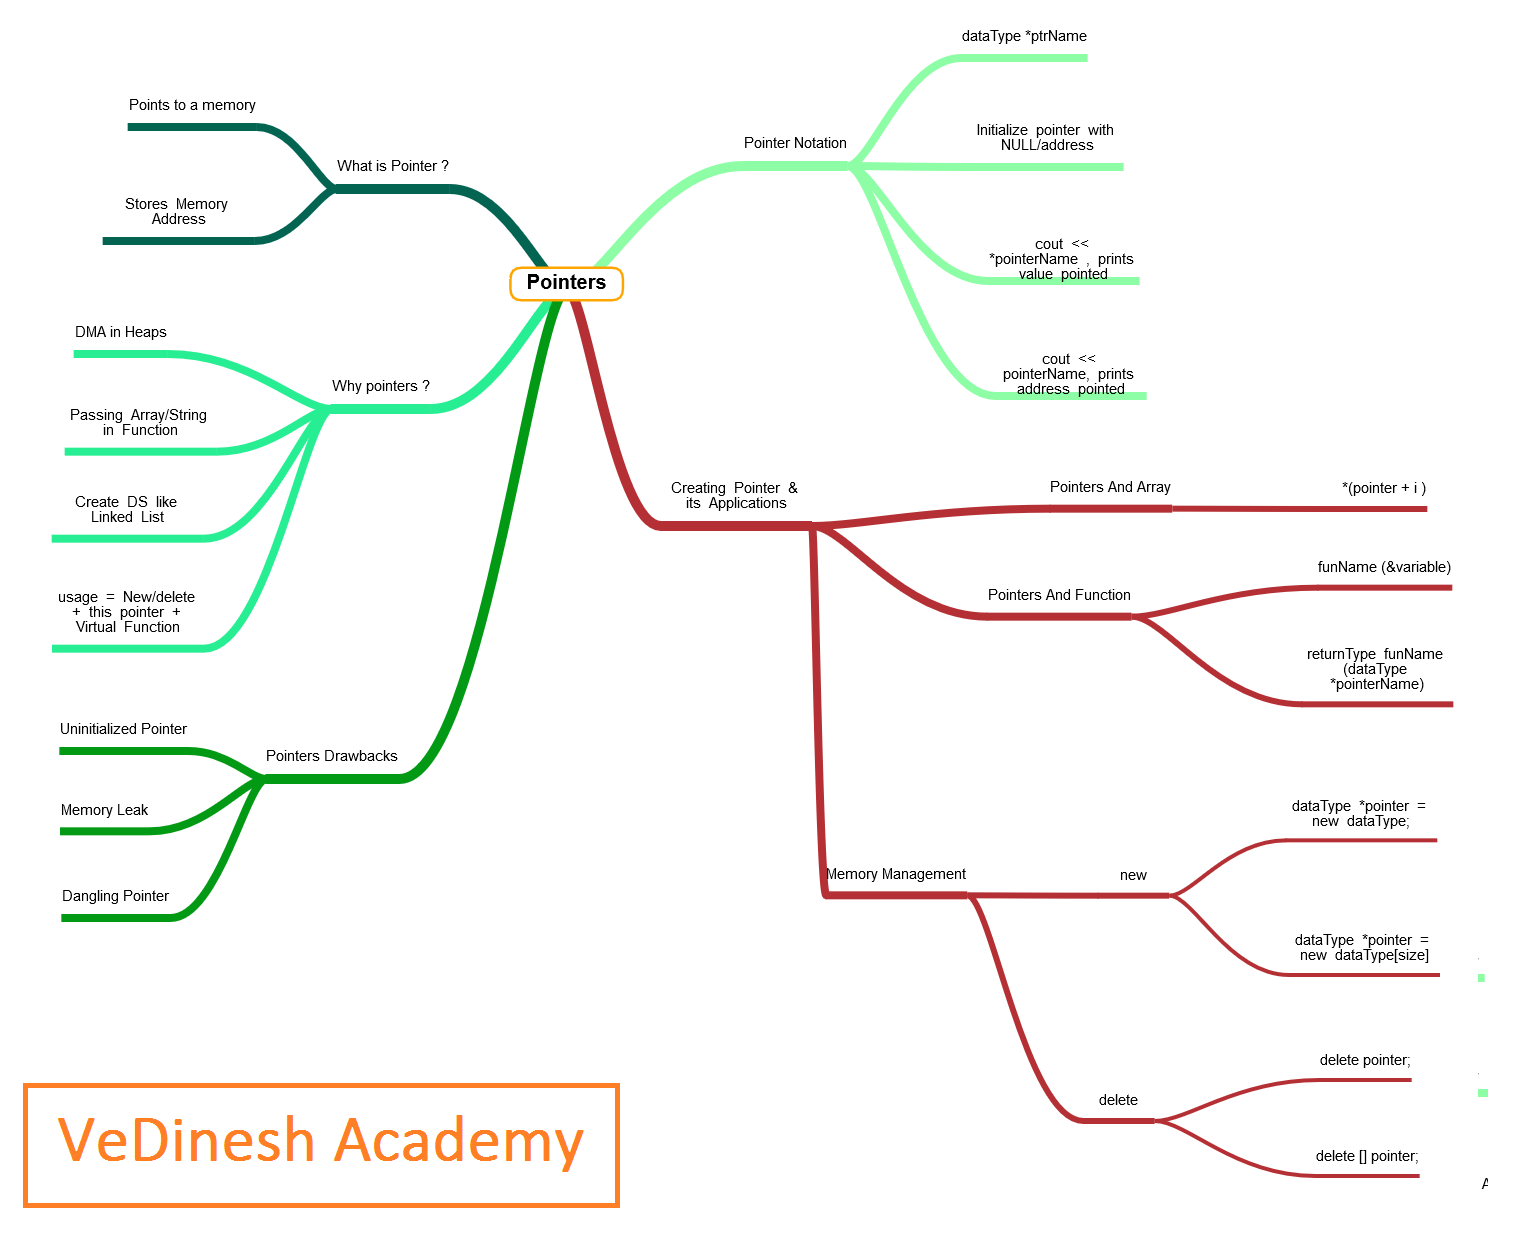 Pointers
What is Pointer ?
Points to a memory
Stores Memory
Address
Why pointers ?
DMA in Heaps
Passing Array/String
in Function
Create DS like
Linked List
usage = New/delete
+ this pointer +
Virtual Function
Pointers Drawbacks
Uninitialized Pointer
Memory Leak
Dangling Pointer
Pointer Notation
dataType *ptrName
Initialize pointer with
NULL/address
cout <<
*pointerName , prints
value pointed
cout <<
pointerName, prints
address pointed
Creating Pointer &
its Applications
Pointers And Array
*(pointer + i )
Pointers And Function
funName (&variable)
returnType funName
(dataType
*pointerName)
Memory Management
new
dataType *pointer =
new dataType;
dataType *pointer =
new dataType[size]
delete
delete pointer;
delete [] pointer;
VeDinesh Academy